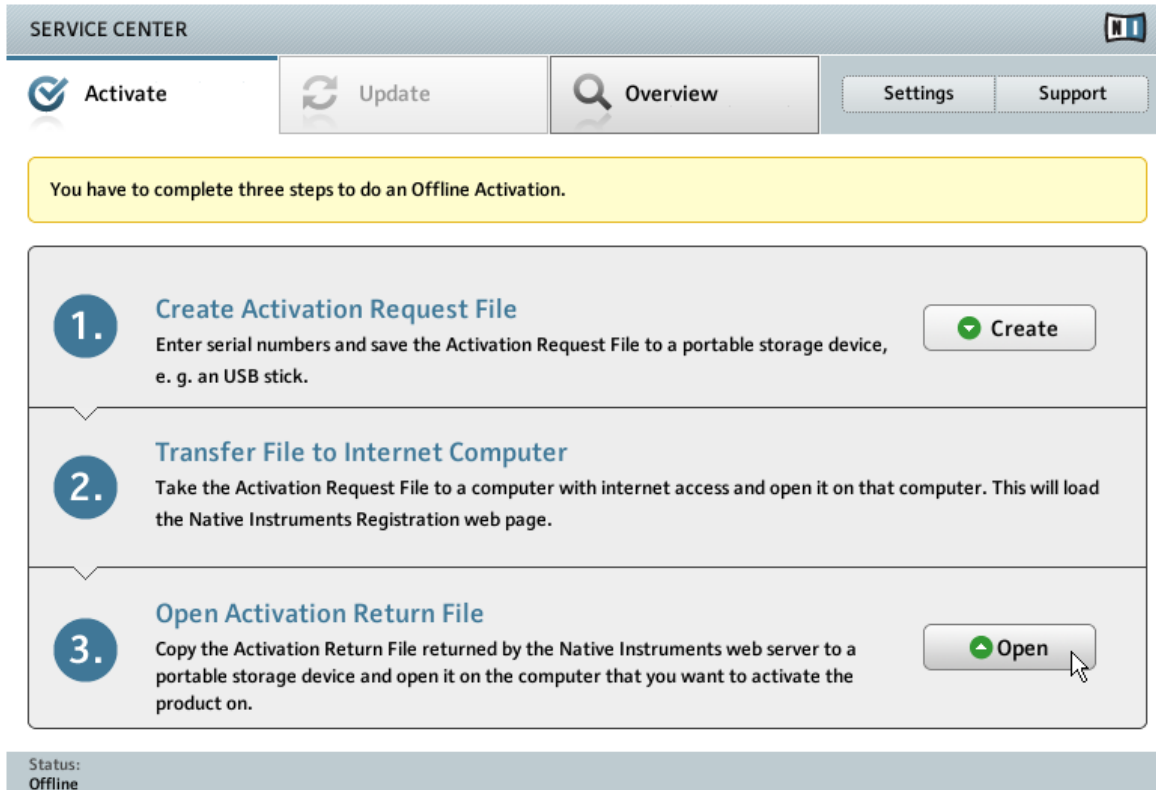 SERVICE CENTER
NI
Activate
Update
Overview
Settings
Support
You have to complete three steps to do an Offline Activation.
1.
Create Activation Request File
Enter serial numbers and save the Activation Request File to a portable storage device,
e. g. an USB stick.
Create
2.
Transfer File to Internet Computer
Take the Activation Request File to a computer with internet access and open it on that computer. This will load
the Native Instruments Registration web page.
3.
Open Activation Return File
Copy the Activation Return File returned by the Native Instruments web server to a
portable storage device and open it on the computer that you want to activate the
product on.
Open
Status:
Offline